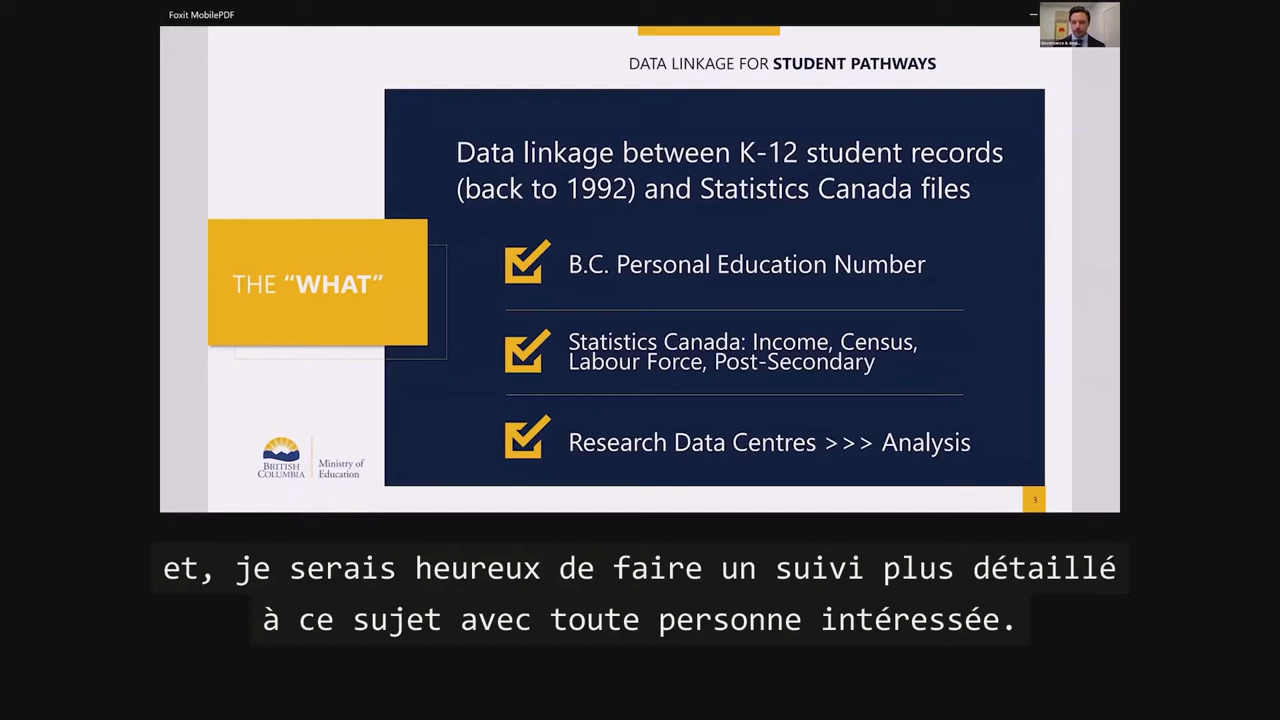 Foxit MobilePDF
DATA LINKAGE FOR STUDENT PATHWAYS
Data linkage between K-12 student records
(back to 1992) and Statistics Canada files
THE “WHAT”
B.C. Personal Education Number
Statistics Canada: Income, Census,
Labour Force, Post-Secondary
Research Data Centres >>> Analysis
BRITISH
COLUMBIA
Ministry of
Education
3
et, je serais heureux de faire un suivi plus détaillé
à ce sujet avec toute personne intéressée.